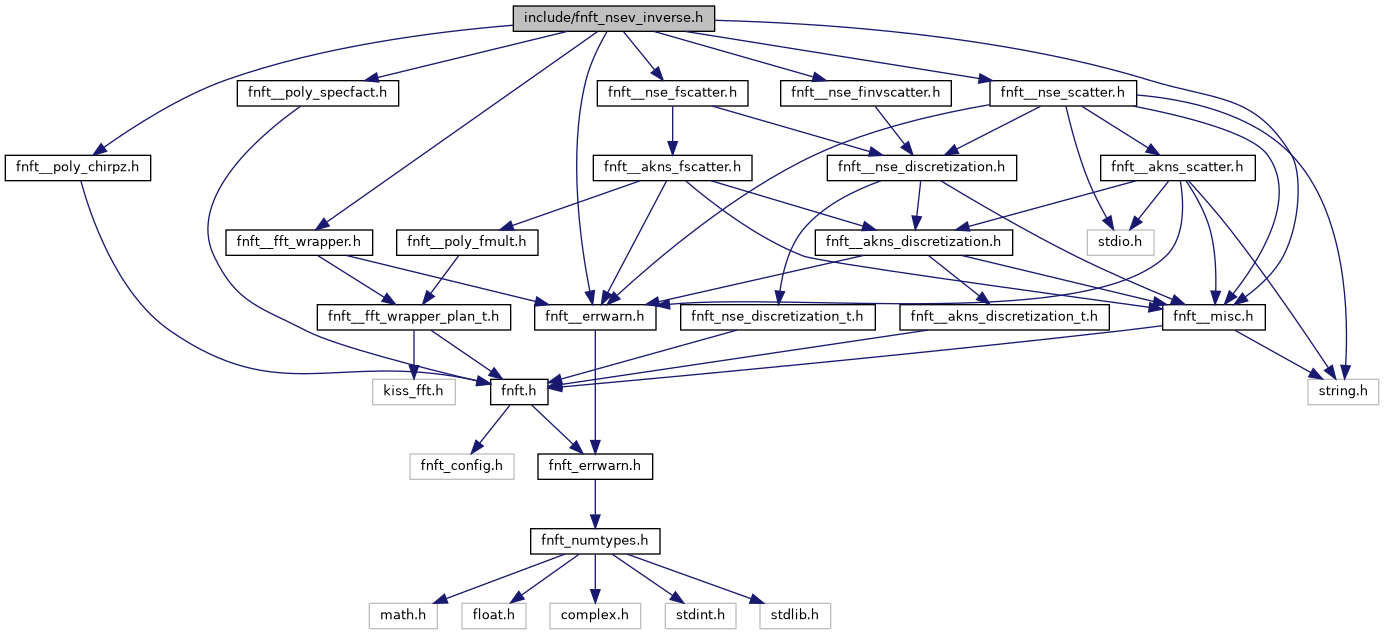 include/fnft_nsev_inverse.h
fnft__poly_specfact.h
fnft__nse_fscatter.h
fnft__nse_finvscatter.h
fnft__nse_scatter.h
fnft__poly_chirpz.h
fnft__akns_fscatter.h
fnft__nse_discretization.h
fnft__akns_scatter.h
fnft__fft_wrapper.h
fnft__poly_fmult.h
fnft__akns_discretization.h
stdio.h
fnft__fft_wrapper_plan_t.h
fnft__errwarn.h
fnft_nse_discretization_t.h
fnft__akns_discretization_t.h
fnft__misc.h
kiss_fft.h
fnft.h
string.h
fnft_config.h
fnft_errwarn.h
fnft_numtypes.h
math.h
float.h
complex.h
stdint.h
stdlib.h